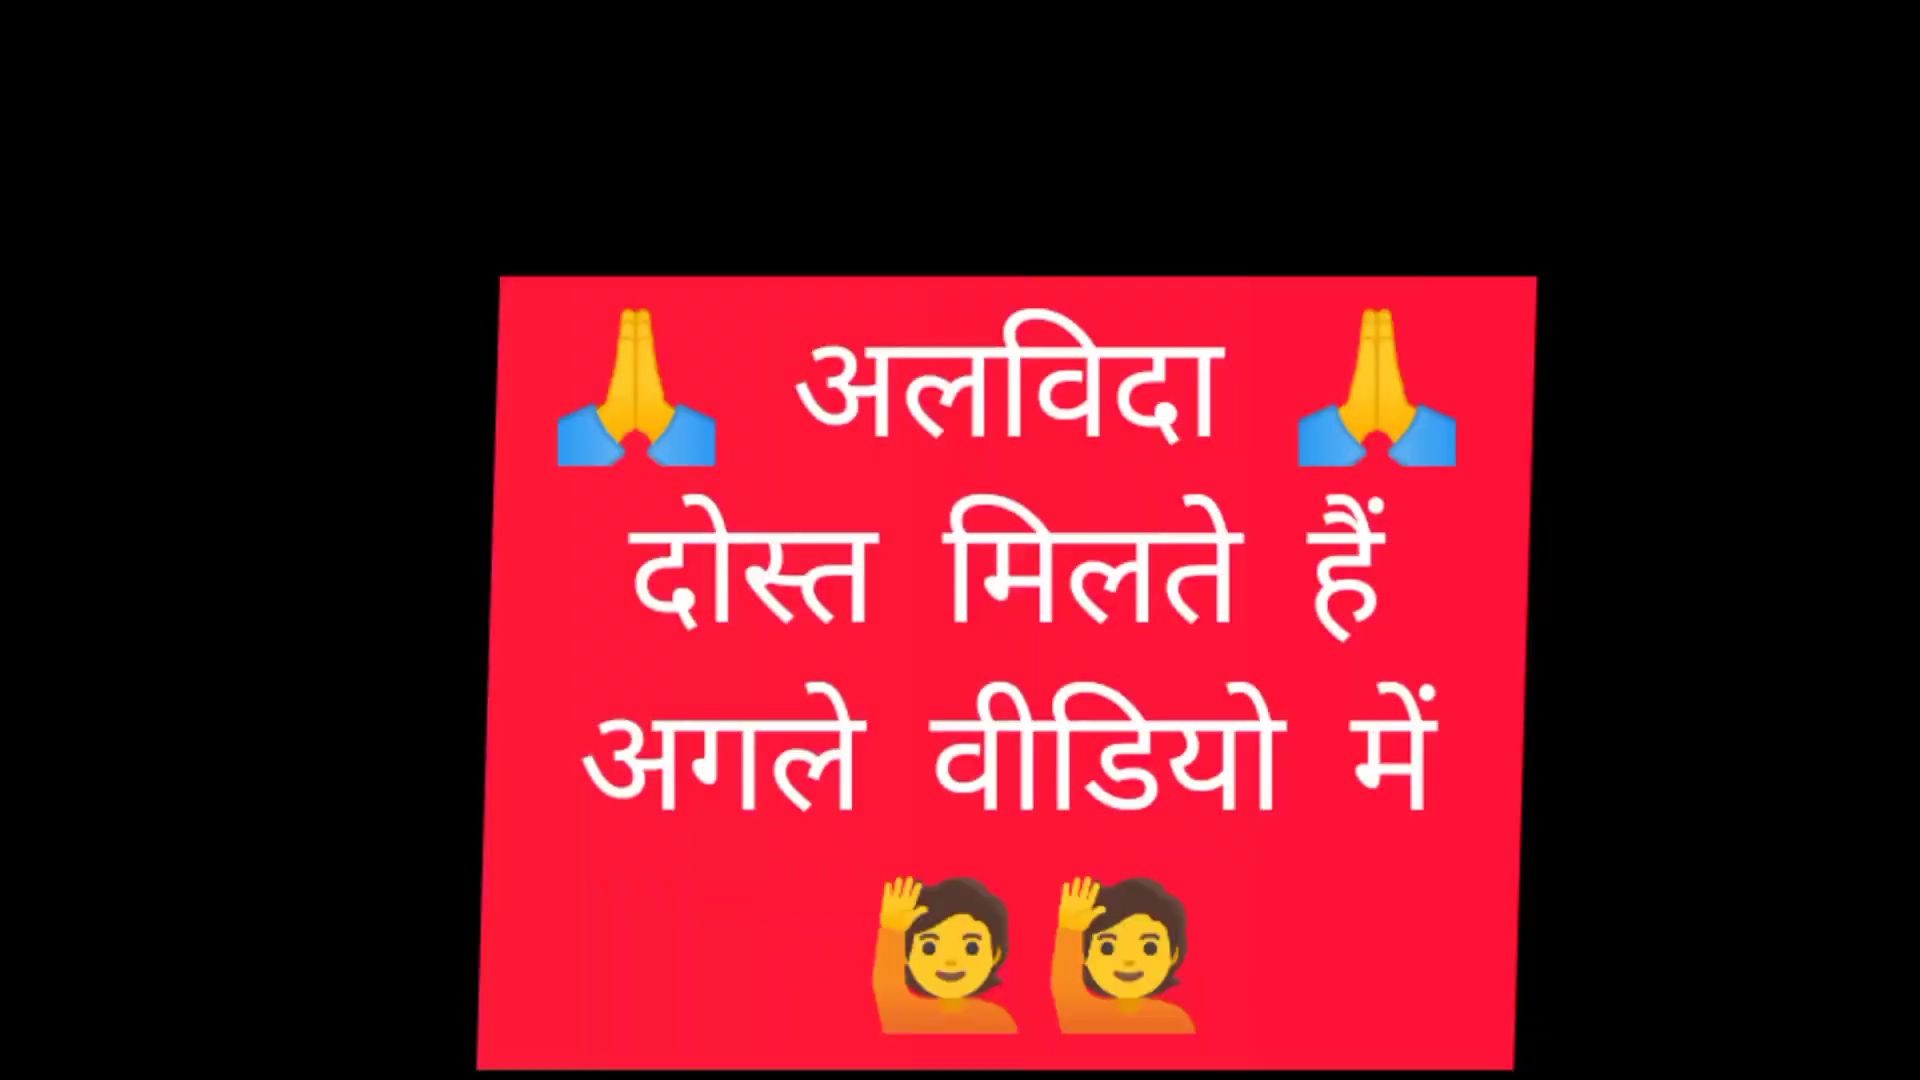 🙏 अलविदा 🙏
दोस्त मिलते हैं
अगले वीडियो में
🙋🙋